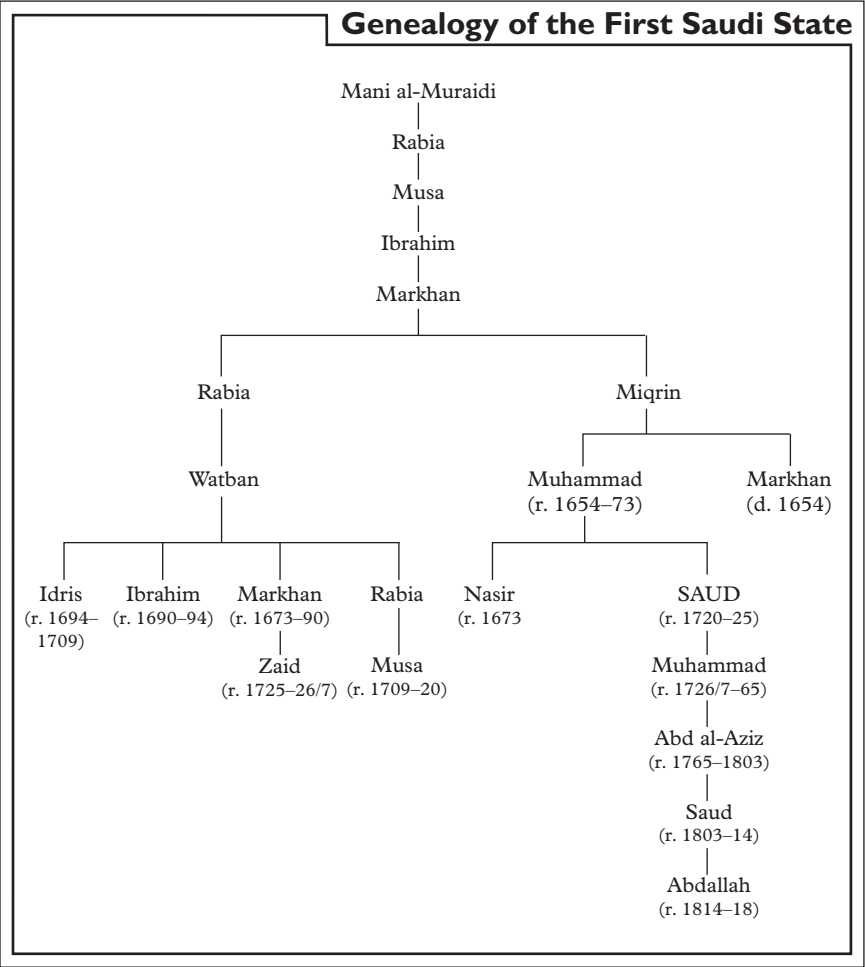 Genealogy of the First Saudi State
Mani al-Muraidi
Rabia
Musa
Ibrahim
Markhan
Rabia
Miqrin
Watban
Muhammad
(r. 1654–73)
Markhan
(d. 1654)
Idris
(r. 1694–
1709)
Ibrahim
(r. 1690–94)
Markhan
(r. 1673–90)
Rabia
Nasir
(r. 1673
SAUD
(r. 1720–25)
Zaid
(r. 1725–26/7)
Musa
(r. 1709–20)
Muhammad
(r. 1726/7–65)
Abd al-Aziz
(r. 1765–1803)
Saud
(r. 1803–14)
Abdallah
(r. 1814–18)